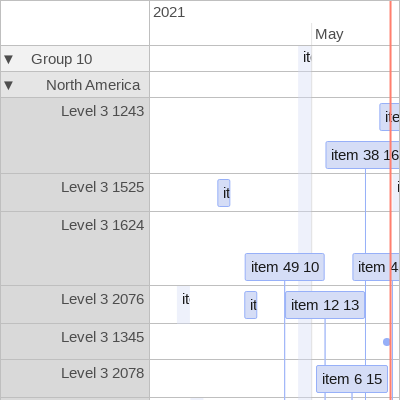 2021
May
▼ Group 10
it
▼ North America
Level 3 1243
ite
item 38 16
Level 3 1525
it
Level 3 1624
item 49 10
item 4
Level 3 2076
it
it
item 12 13
Level 3 1345
Level 3 2078
item 6 15